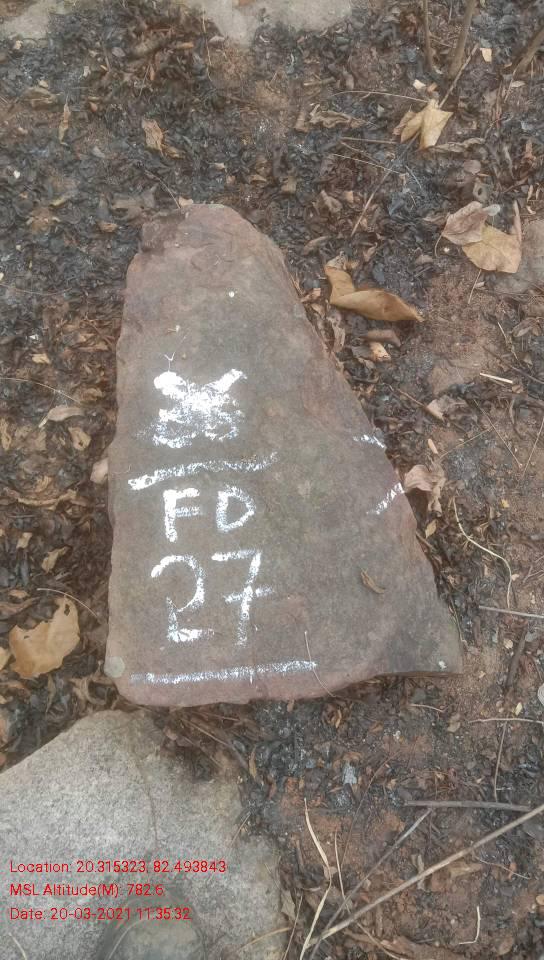 FD
27
Location: 20.315323, 82.493843
MSL Altitude(M): 782.6
Date: 20-03-2021 11:35:32